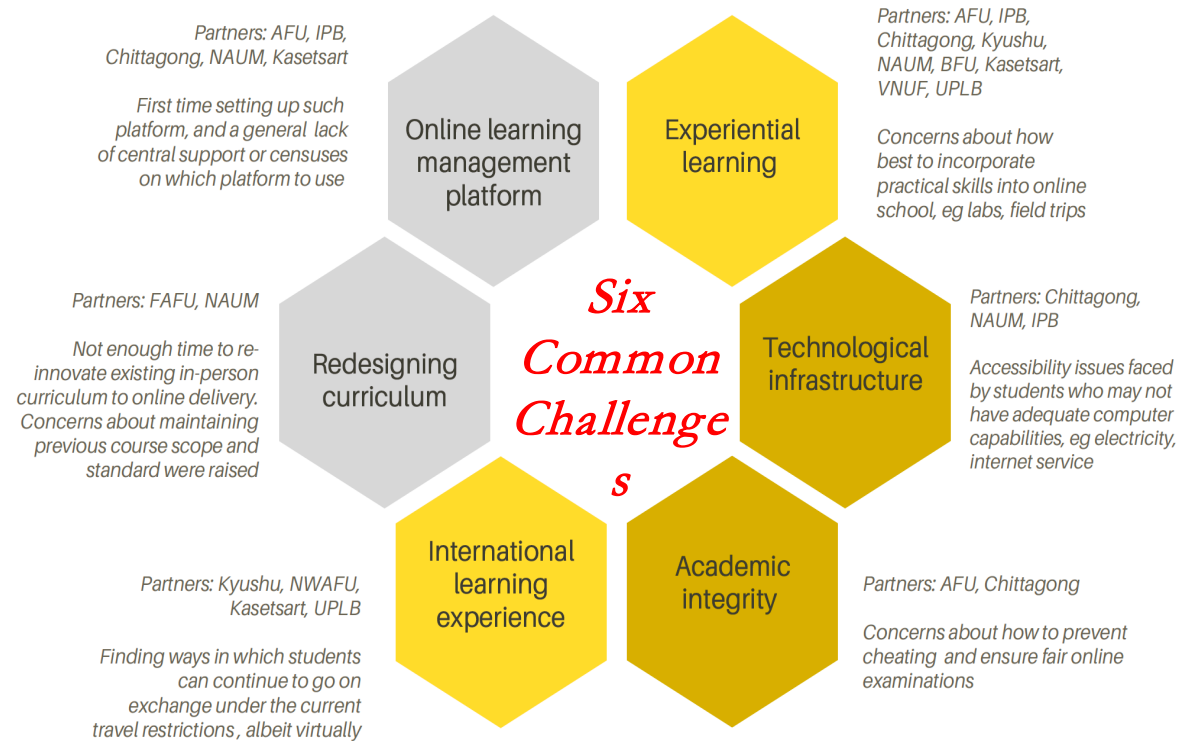 Partners: AFU, IPB,
Chittagong, NAUM, Kasetsart
First time setting up such
platform, and a general lack
of central support or censuses
on which platform to use
Online learning
management
platform
Experiential
learning
Partners: AFU, IPB,
Chittagong, Kyushu,
NAUM, BFU, Kasetsart,
VNUF, UPLB
Concerns about how
best to incorporate
practical skills into online
school, eg labs, field trips
Partners: FAFU, NAUM
Not enough time to re-
innovate existing in-person
curriculum to online delivery.
Concerns about maintaining
previous course scope and
standard were raised
Redesigning
curriculum
Six
Common
Challenge
s
Technological
infrastructure
Partners: Chittagong,
NAUM, IPB
Accessibility issues faced
by students who may not
have adequate computer
capabilities, eg electricity,
internet service
Partners: Kyushu, NWAFU,
Kasetsart, UPLB
Finding ways in which students
can continue to go on
exchange under the current
travel restrictions , albeit virtually
International
learning
experience
Academic
integrity
Partners: AFU, Chittagong
Concerns about how to prevent
cheating and ensure fair online
examinations